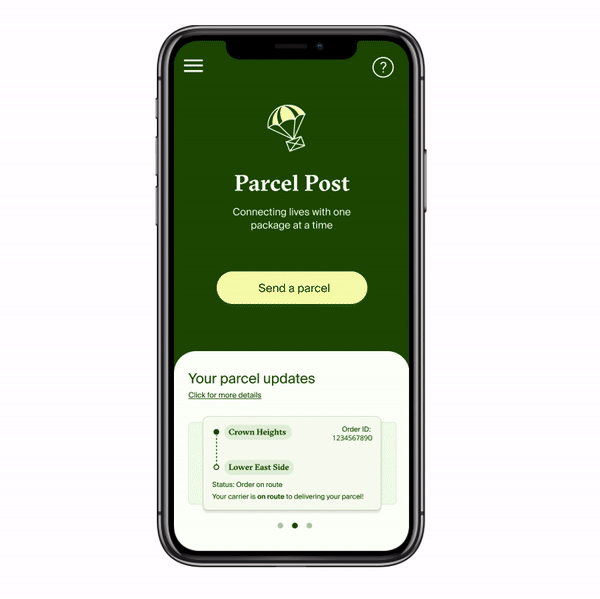 ?
Parcel Post
Connecting lives with one
package at a time
Send a parcel
Your parcel updates
Click for more details
Crown Heights
Order ID:
1234567890
Lower East Side
Status: Order on route
Your carrier is on route to delivering your parcel!